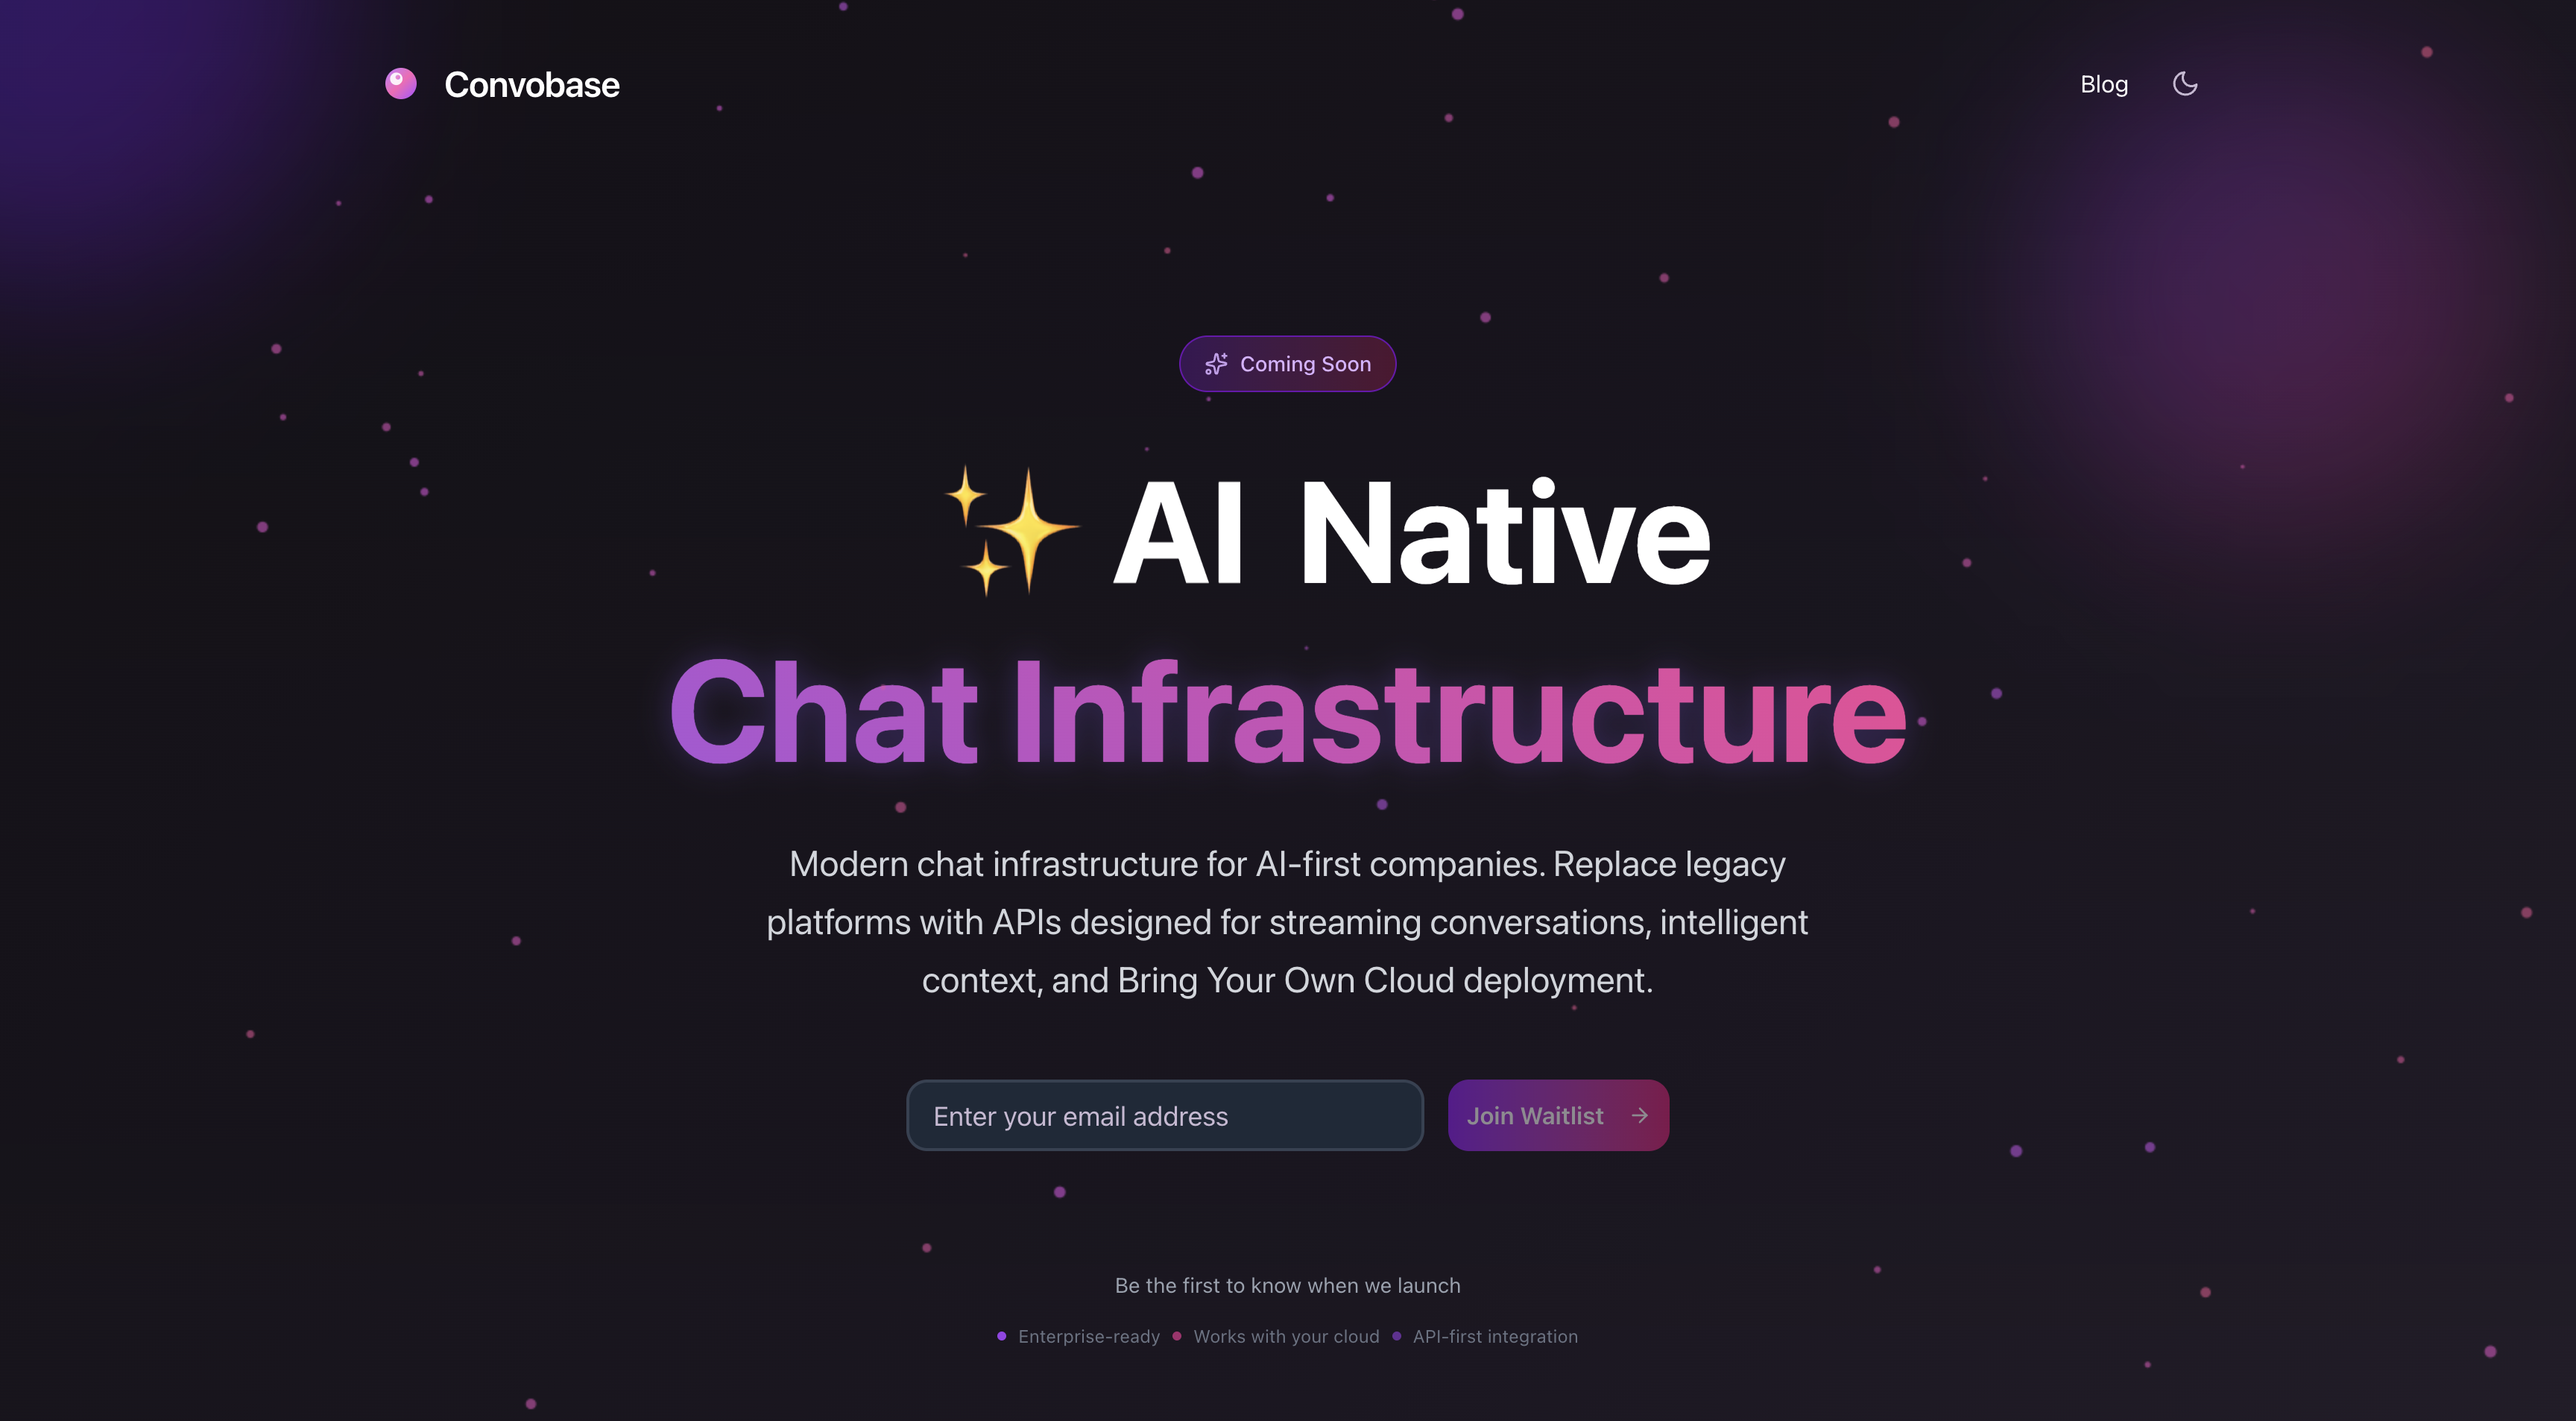 Convobase
Blog
Coming Soon
✨ AI Native
Chat Infrastructure
Modern chat infrastructure for AI-first companies. Replace legacy
platforms with APIs designed for streaming conversations, intelligent
context, and Bring Your Own Cloud deployment.
Enter your email address
Join Waitlist →
Be the first to know when we launch
Enterprise-ready • Works with your cloud • API-first integration